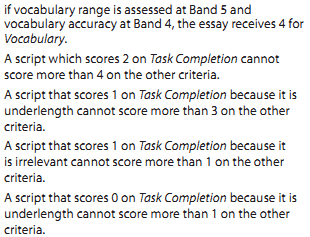 if vocabulary range is assessed at Band 5 and
vocabulary accuracy at Band 4, the essay receives 4 for
Vocabulary.
A script which scores 2 on Task Completion cannot
score more than 4 on the other criteria.
A script that scores 1 on Task Completion because it is
underlength cannot score more than 3 on the other
criteria.
A script that scores 1 on Task Completion because it
is irrelevant cannot score more than 1 on the other
criteria.
A script that scores 0 on Task Completion because it is
underlength cannot score more than 1 on the other
criteria.